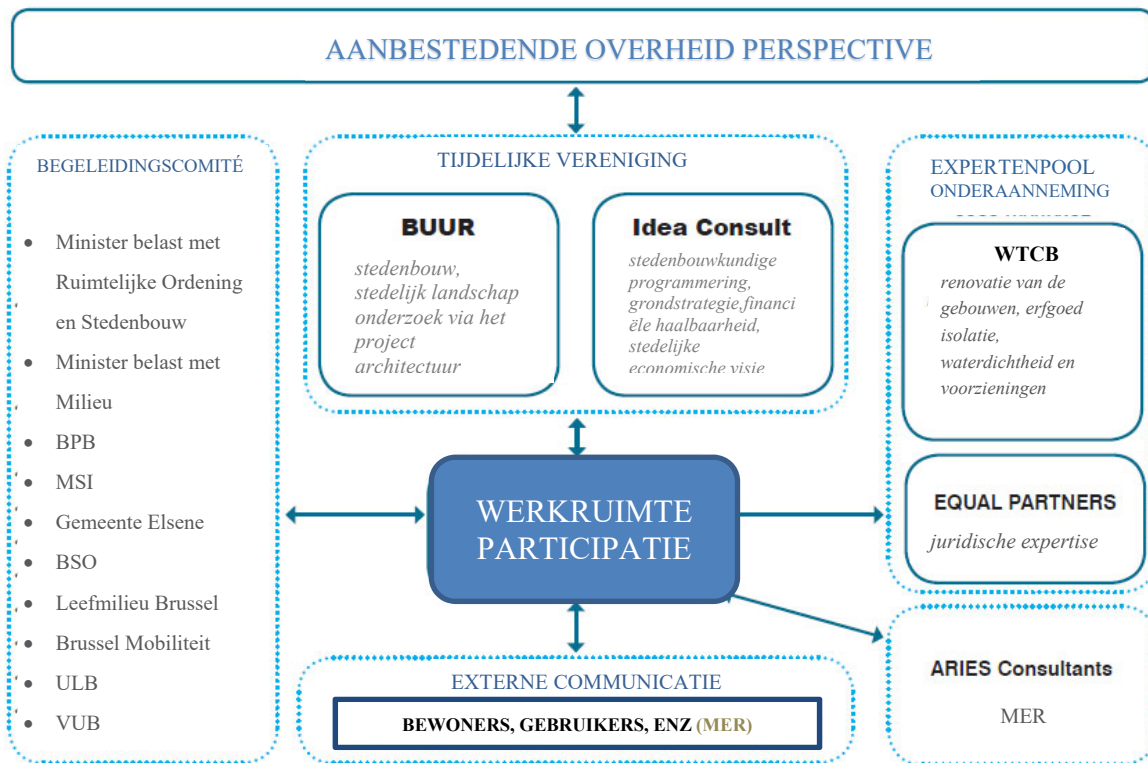 AANBESTEDENDE OVERHEID PERSPECTIVE
BEGELEIDINGSCOMITÉ
• Minister belast met
Ruimtelijke Ordening
en Stedenbouw
• Minister belast met
Milieu
• BPB
• MSI
• Gemeente Elsene
• BSO
• Leefmilieu Brussel
• Brussel Mobiliteit
• ULB
• VUB
TIJDELIJKE VERENIGING
BUUR
stedenbouw,
stedelijk landschap
onderzoek via het
project
architectuur
Idea Consult
stedenbouwkundige
programmering,
grondstrategie,financi
ële haalbaarheid,
stedelijke
economische visie
WERKRUIMTE
PARTICIPATIE
EXTERNE COMMUNICATIE
BEWONERS, GEBRUIKERS, ENZ (MER)
EXPERTENPOOL
ONDERAANNEMING
WTCB
renovatie van de
gebouwen, erfgoed
isolatie,
waterdichtheid en
voorzieningen
EQUAL PARTNERS
juridische expertise
ARIES Consultants
MER